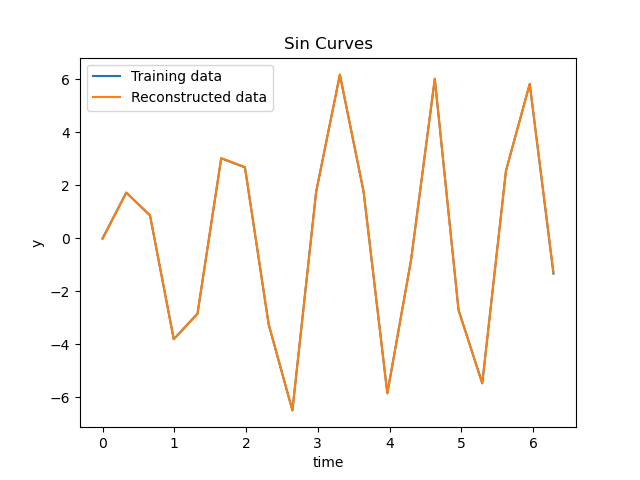 Sin Curves
Training data
Reconstructed data
6
4
2
0
−2
−4
−6
y
0 1 2 3 4 5 6
time